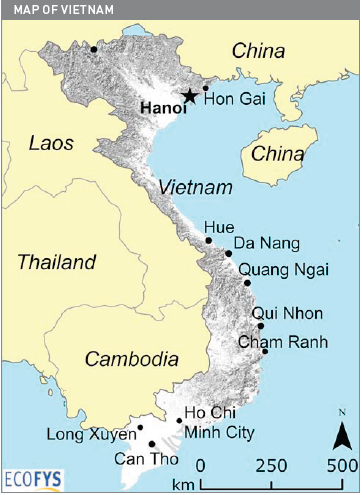 MAP OF VIETNAM
China
Hanoi
Hon Gai
Laos
China
Vietnam
Hue
Da Nang
Thailand
Quang Ngai
Qui Nhon
Cham Ranh
Cambodia
Ho Chi
Minh City
Long Xuyen
Can Tho
N
ECOFYS
0 250 500
km